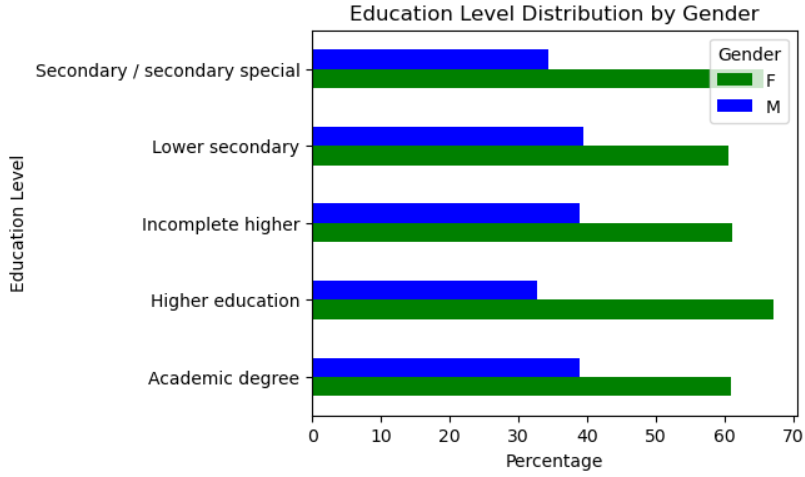 Education Level Distribution by Gender
Gender
F
M
Secondary / secondary special
Lower secondary
Incomplete higher
Higher education
Academic degree
Education Level
0 10 20 30 40 50 60 70
Percentage